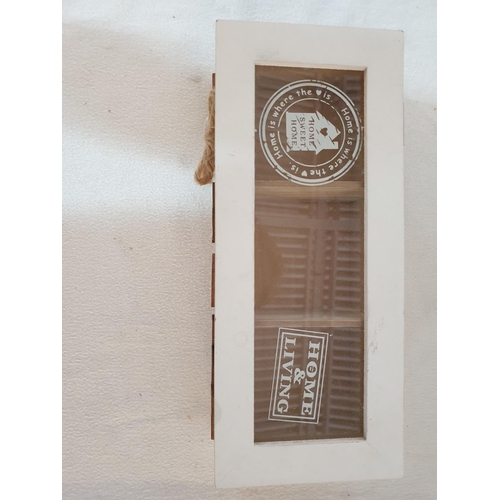 Home is where the ♥ is. Home is where the ♥ is.
HOME
SWEET
HOME
HOME
&
LIVING